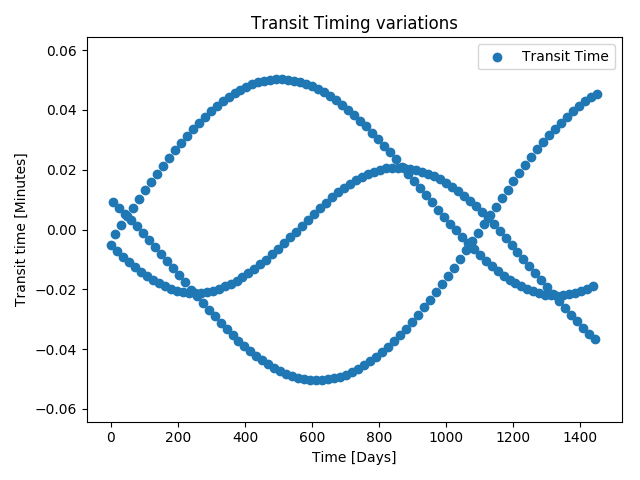 Transit Timing variations
Transit Time
0.06
0.04
0.02
0.00
−0.02
−0.04
−0.06
Transit time [Minutes]
0 200 400 600 800 1000 1200 1400
Time [Days]